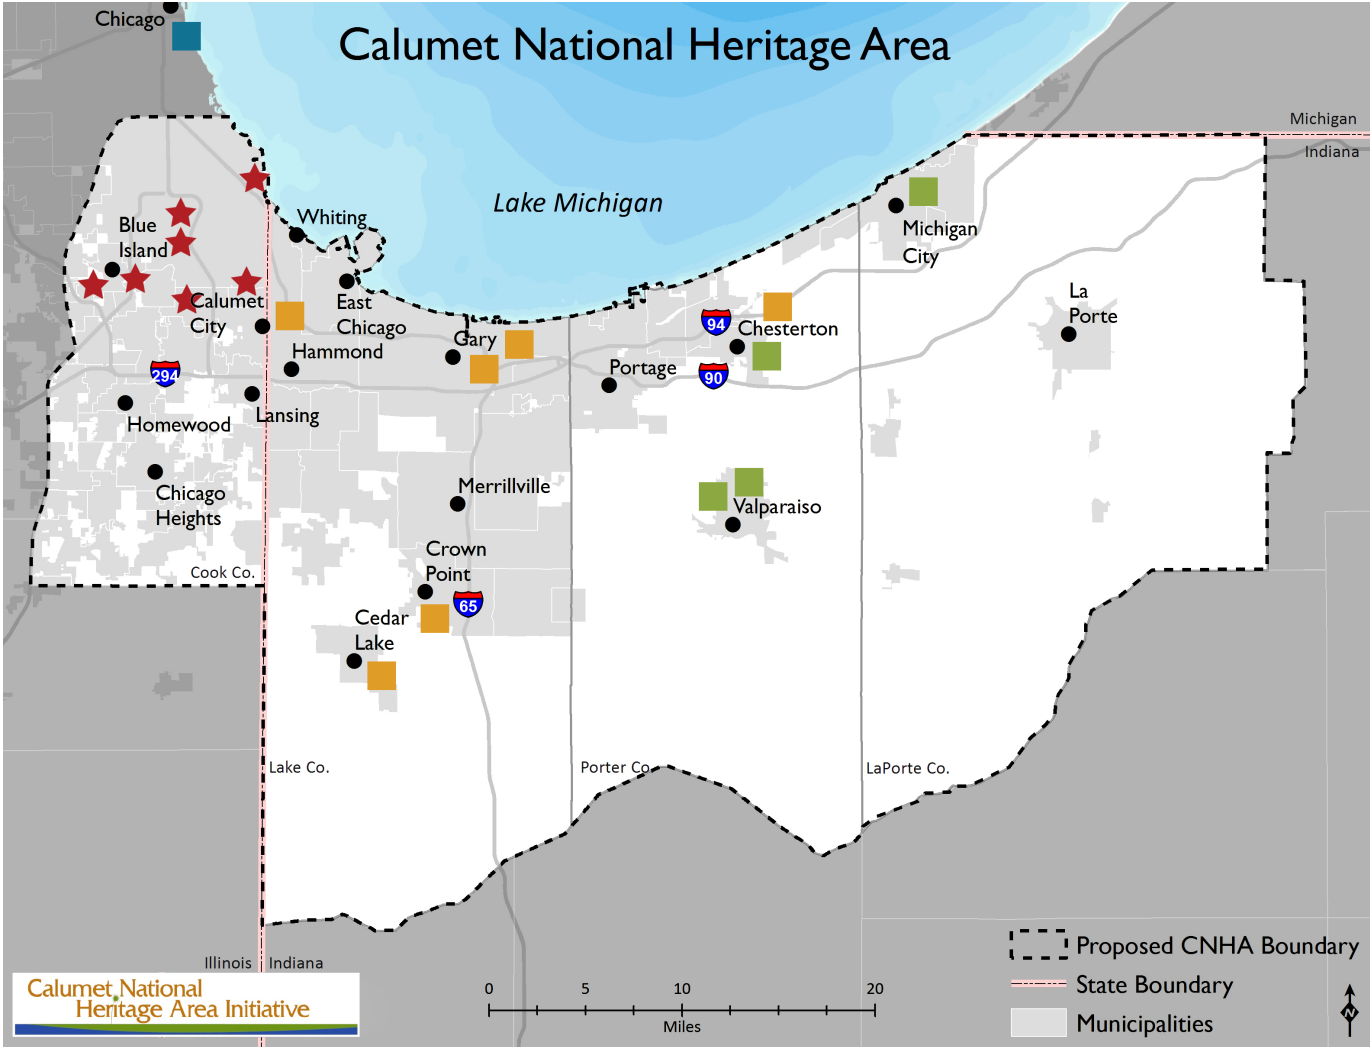 Calumet National Heritage Area
Chicago
Michigan
Indiana
Lake Michigan
Whiting
Blue
Island
Michigan
City
La
Porte
East
Chicago
Calumet
City
94
Chesterton
Gary
Hammond
Portage
90
294
Lansing
Homewood
Merrillville
Chicago
Heights
Valparaiso
Crown
Point
Cook Co.
65
Cedar
Lake
Lake Co.
Porter Co.
LaPorte Co.
Illinois
Indiana
Calumet National
Heritage Area Initiative
0 5 10 20
Miles
Proposed CNHA Boundary
State Boundary
Municipalities
N